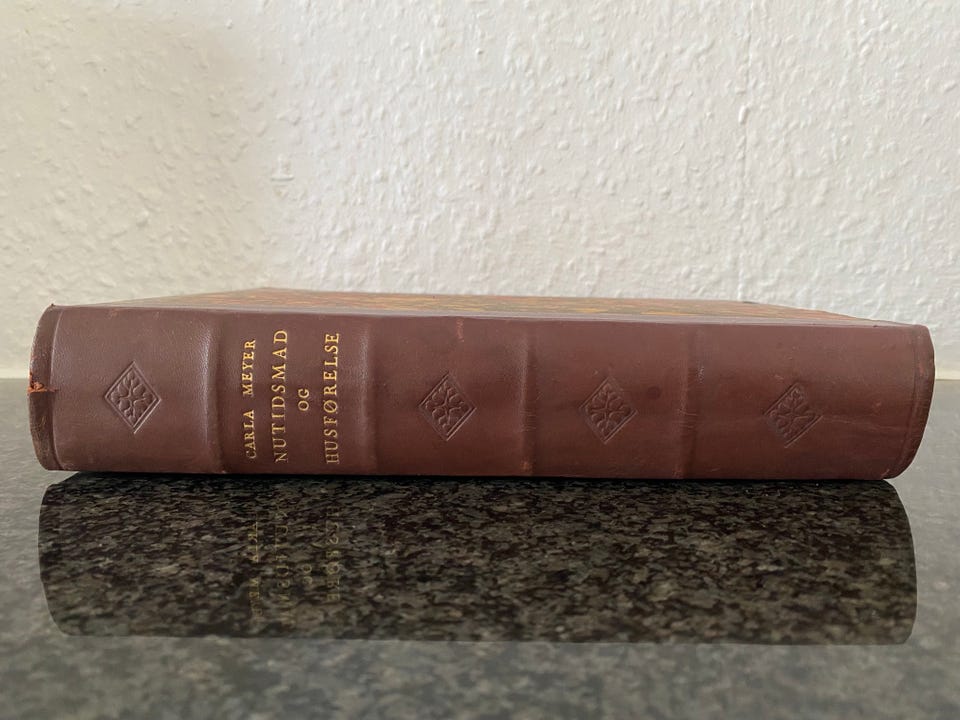 CARLA MEYER
NUTIDSMAD
OG
HUSFØRELSE